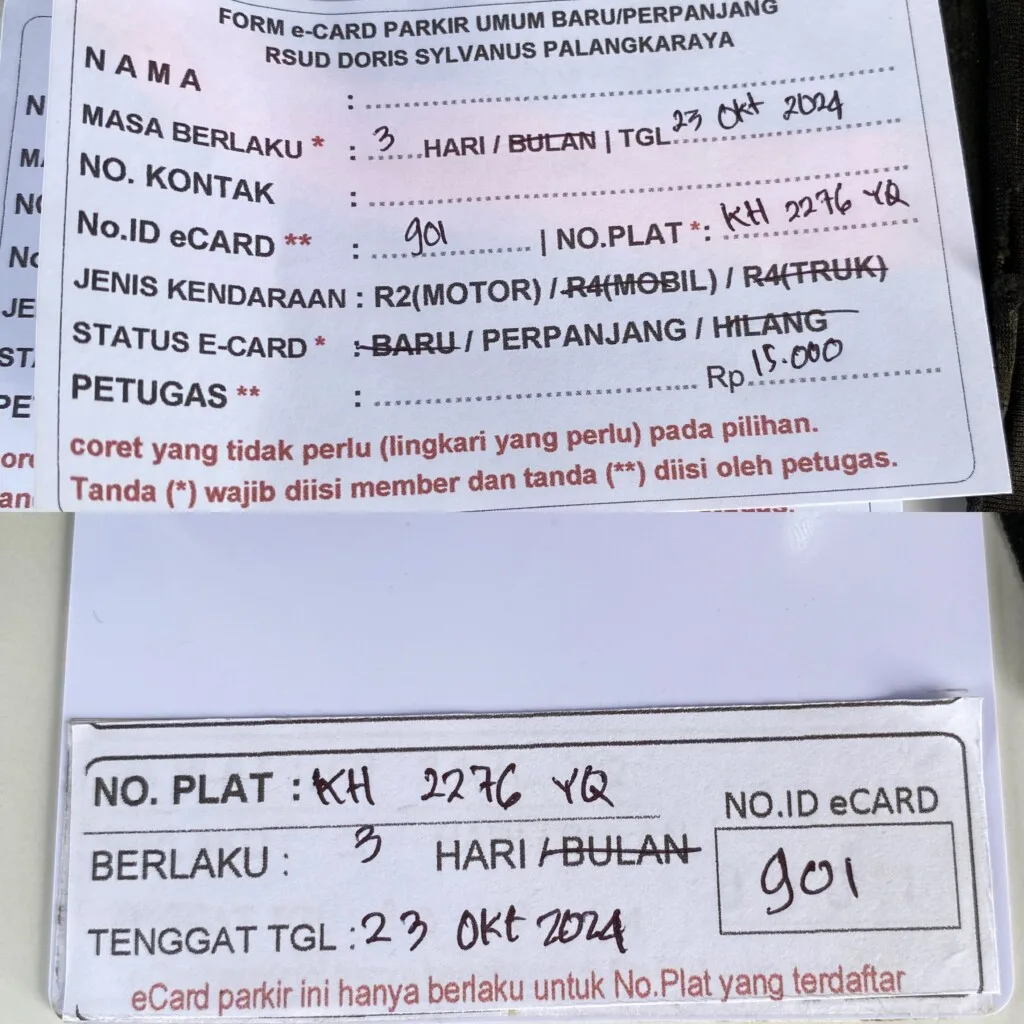 FORM e-CARD PARKIR UMUM BARU/PERPANJANG
RSUD DORIS SYLVANUS PALANGKARAYA
NAMA :
MASA BERLAKU * : 3 HARI / BULAN | TGL 23 Okt 2024
NO. KONTAK :
No.ID eCARD ** : 901 | NO.PLAT *: KH 2276 YQ
JENIS KENDARAAN : R2(MOTOR) / R4(MOBIL) / R4(TRUK)
STATUS E-CARD * : BARU / PERPANJANG / HILANG
PETUGAS ** : Rp 15.000
coret yang tidak perlu (lingkari yang perlu) pada pilihan.
Tanda (*) wajib diisi member dan tanda (**) diisi oleh petugas.
NO. PLAT : KH 2276 YQ
NO.ID eCARD
BERLAKU : 3 HARI / BULAN
901
TENGGAT TGL : 23 Okt 2024
eCard parkir ini hanya berlaku untuk No.Plat yang terdaftar